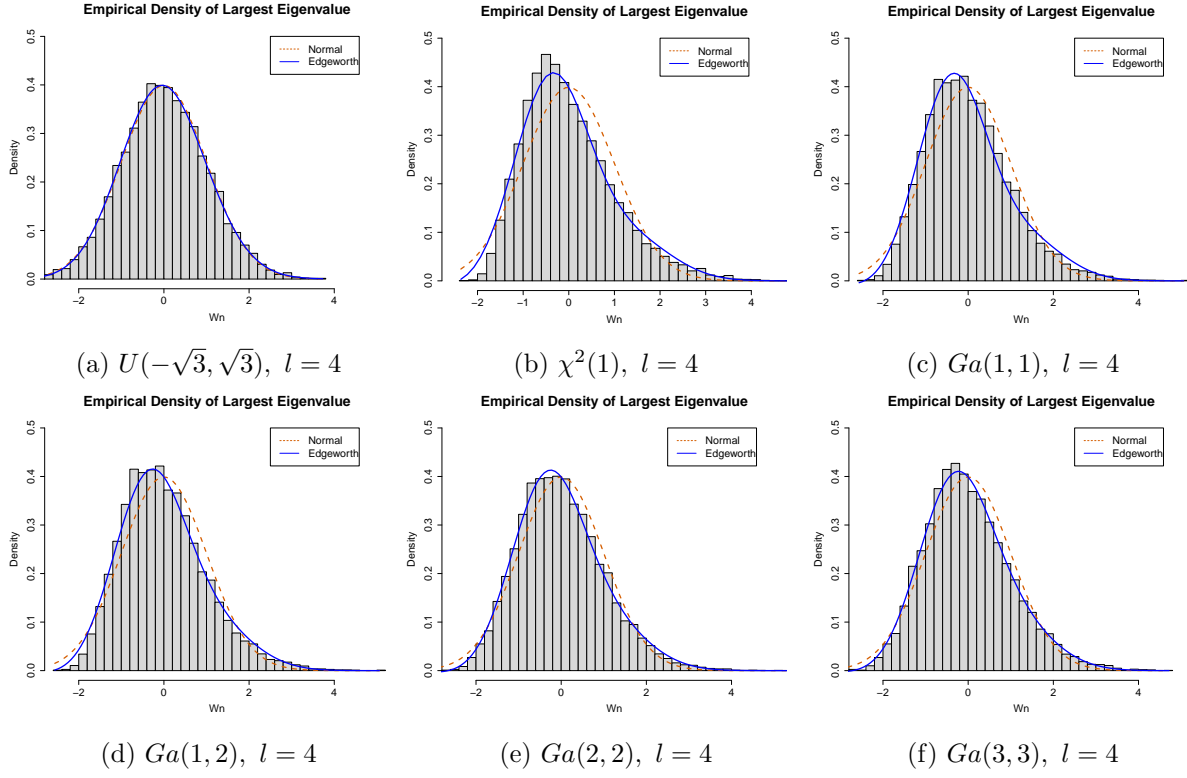 Empirical Density of Largest Eigenvalue
Normal
Edgeworth
Density
0.0 0.1 0.2 0.3 0.4 0.5
−2 0 2 4
Wn
(a) U(−√3, √3), l = 4
Empirical Density of Largest Eigenvalue
Normal
Edgeworth
Density
0.0 0.1 0.2 0.3 0.4 0.5
−2 −1 0 1 2 3 4
Wn
(b) χ²(1), l = 4
Empirical Density of Largest Eigenvalue
Normal
Edgeworth
Density
0.0 0.1 0.2 0.3 0.4 0.5
−2 0 2 4
Wn
(c) Ga(1, 1), l = 4
Empirical Density of Largest Eigenvalue
Normal
Edgeworth
Density
0.0 0.1 0.2 0.3 0.4 0.5
−2 0 2 4
Wn
(d) Ga(1, 2), l = 4
Empirical Density of Largest Eigenvalue
Normal
Edgeworth
Density
0.0 0.1 0.2 0.3 0.4 0.5
−2 0 2 4
Wn
(e) Ga(2, 2), l = 4
Empirical Density of Largest Eigenvalue
Normal
Edgeworth
Density
0.0 0.1 0.2 0.3 0.4 0.5
−2 0 2 4
Wn
(f) Ga(3, 3), l = 4